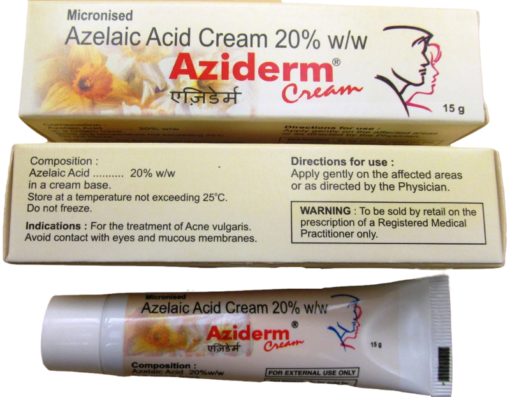 Micronised
Azelaic Acid Cream 20% w/w
Aziderm®
एज़िडेर्म Cream
15 g
Directions for use :
Composition :
Azelaic Acid .......... 20% w/w
in a cream base.
Store at a temperature not exceeding 25°C.
Do not freeze.
Indications : For the treatment of Acne vulgaris.
Avoid contact with eyes and mucous membranes.
Directions for use :
Apply gently on the affected areas
or as directed by the Physician.
WARNING : To be sold by retail on the
prescription of a Registered Medical
Practitioner only.
Micronised
Azelaic Acid Cream 20% w/w
Aziderm®
एज़िडेर्म Cream
15 g
Composition :
Azelaic Acid 20%w/w
FOR EXTERNAL USE ONLY